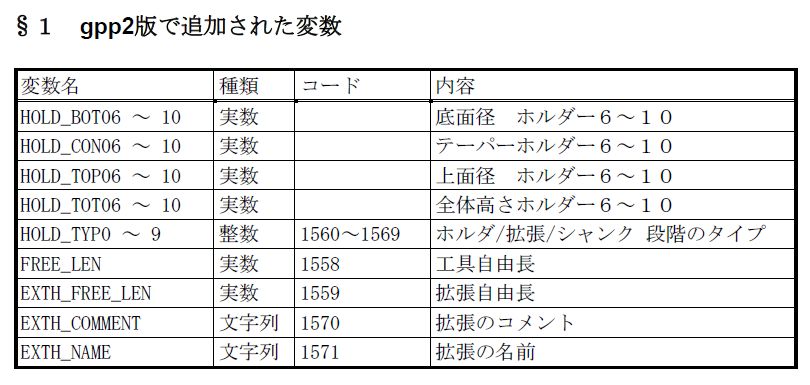 §１　gpp2版で追加された変数
変数名 種類 コード 内容
HOLD_BOT06 ～ 10 実数 底面径　ホルダー６～１０
HOLD_CON06 ～ 10 実数 テーパーホルダー６～１０
HOLD_TOP06 ～ 10 実数 上面径　ホルダー６～１０
HOLD_TOT06 ～ 10 実数 全体高さホルダー６～１０
HOLD_TYP0 ～ 9 整数 1560～1569 ホルダ/拡張/シャンク 段階のタイプ
FREE_LEN 実数 1558 工具自由長
EXTH_FREE_LEN 実数 1559 拡張自由長
EXTH_COMMENT 文字列 1570 拡張のコメント
EXTH_NAME 文字列 1571 拡張の名前